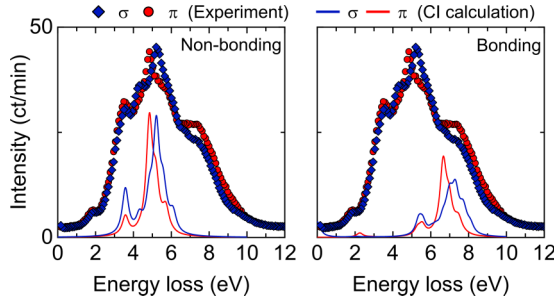 σ π (Experiment) σ π (CI calculation)
50 Non-bonding Bonding
25
0
Intensity (ct/min)
0 2 4 6 8 10 12 0 2 4 6 8 10 12
Energy loss (eV) Energy loss (eV)